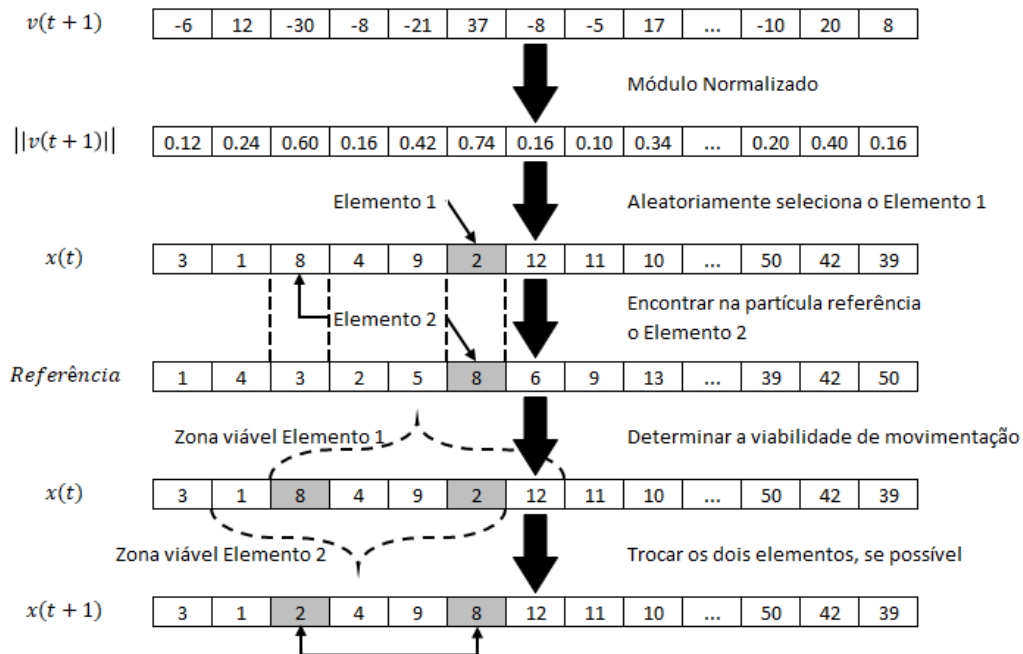 v(t + 1) -6 12 -30 -8 -21 37 -8 -5 17 ... -10 20 8
Módulo Normalizado
||v(t + 1)|| 0.12 0.24 0.60 0.16 0.42 0.74 0.16 0.10 0.34 ... 0.20 0.40 0.16
Elemento 1 Aleatoriamente seleciona o Elemento 1
x(t) 3 1 8 4 9 2 12 11 10 ... 50 42 39
Encontrar na partícula referência
Elemento 2 o Elemento 2
Referência 1 4 3 2 5 8 6 9 13 ... 39 42 50
Zona viável Elemento 1 Determinar a viabilidade de movimentação
x(t) 3 1 8 4 9 2 12 11 10 ... 50 42 39
Zona viável Elemento 2 Trocar os dois elementos, se possível
x(t + 1) 3 1 2 4 9 8 12 11 10 ... 50 42 39